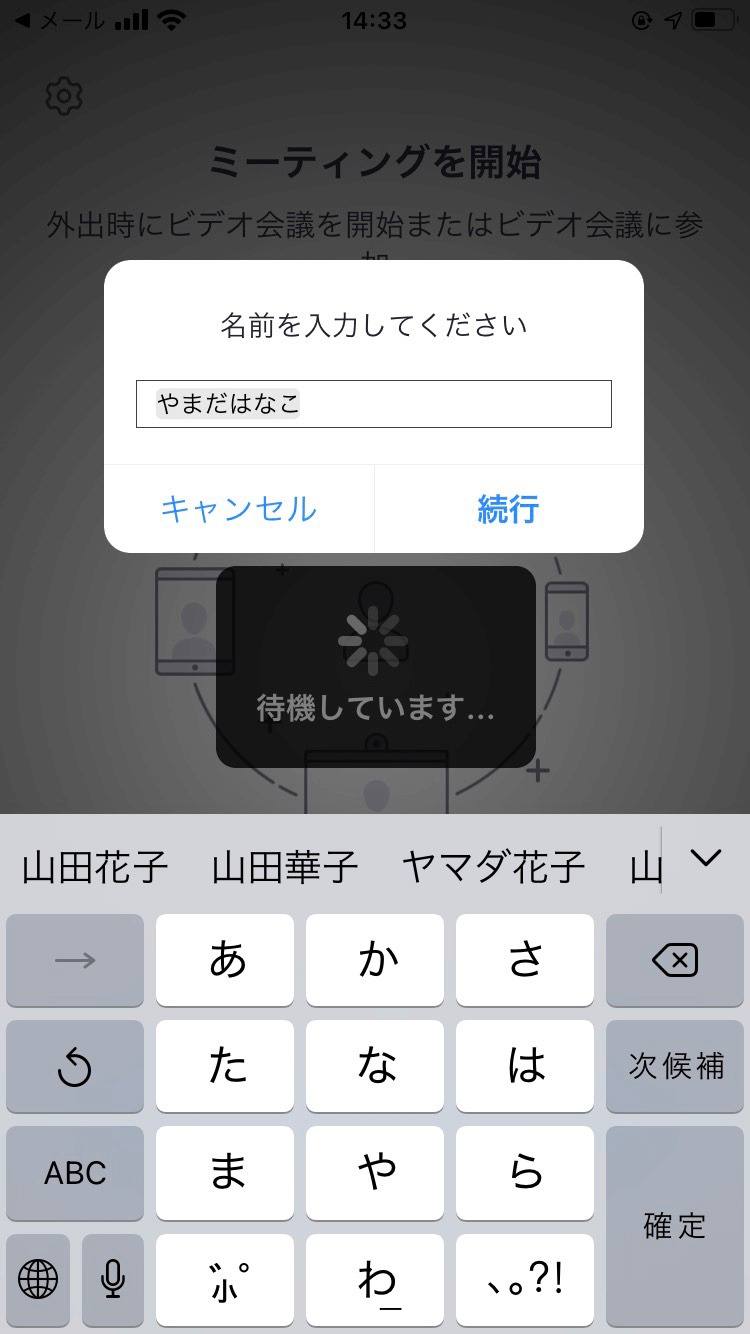 メール 14:33
ミーティングを開始
外出時にビデオ会議を開始またはビデオ会議に参
加
名前を入力してください
やまだはなこ
キャンセル 続行
待機しています...
山田花子 山田華子 ヤマダ花子 山
→ あ か さ
た な は 次候補
ABC ま や ら
確定
小 わ 、。?!